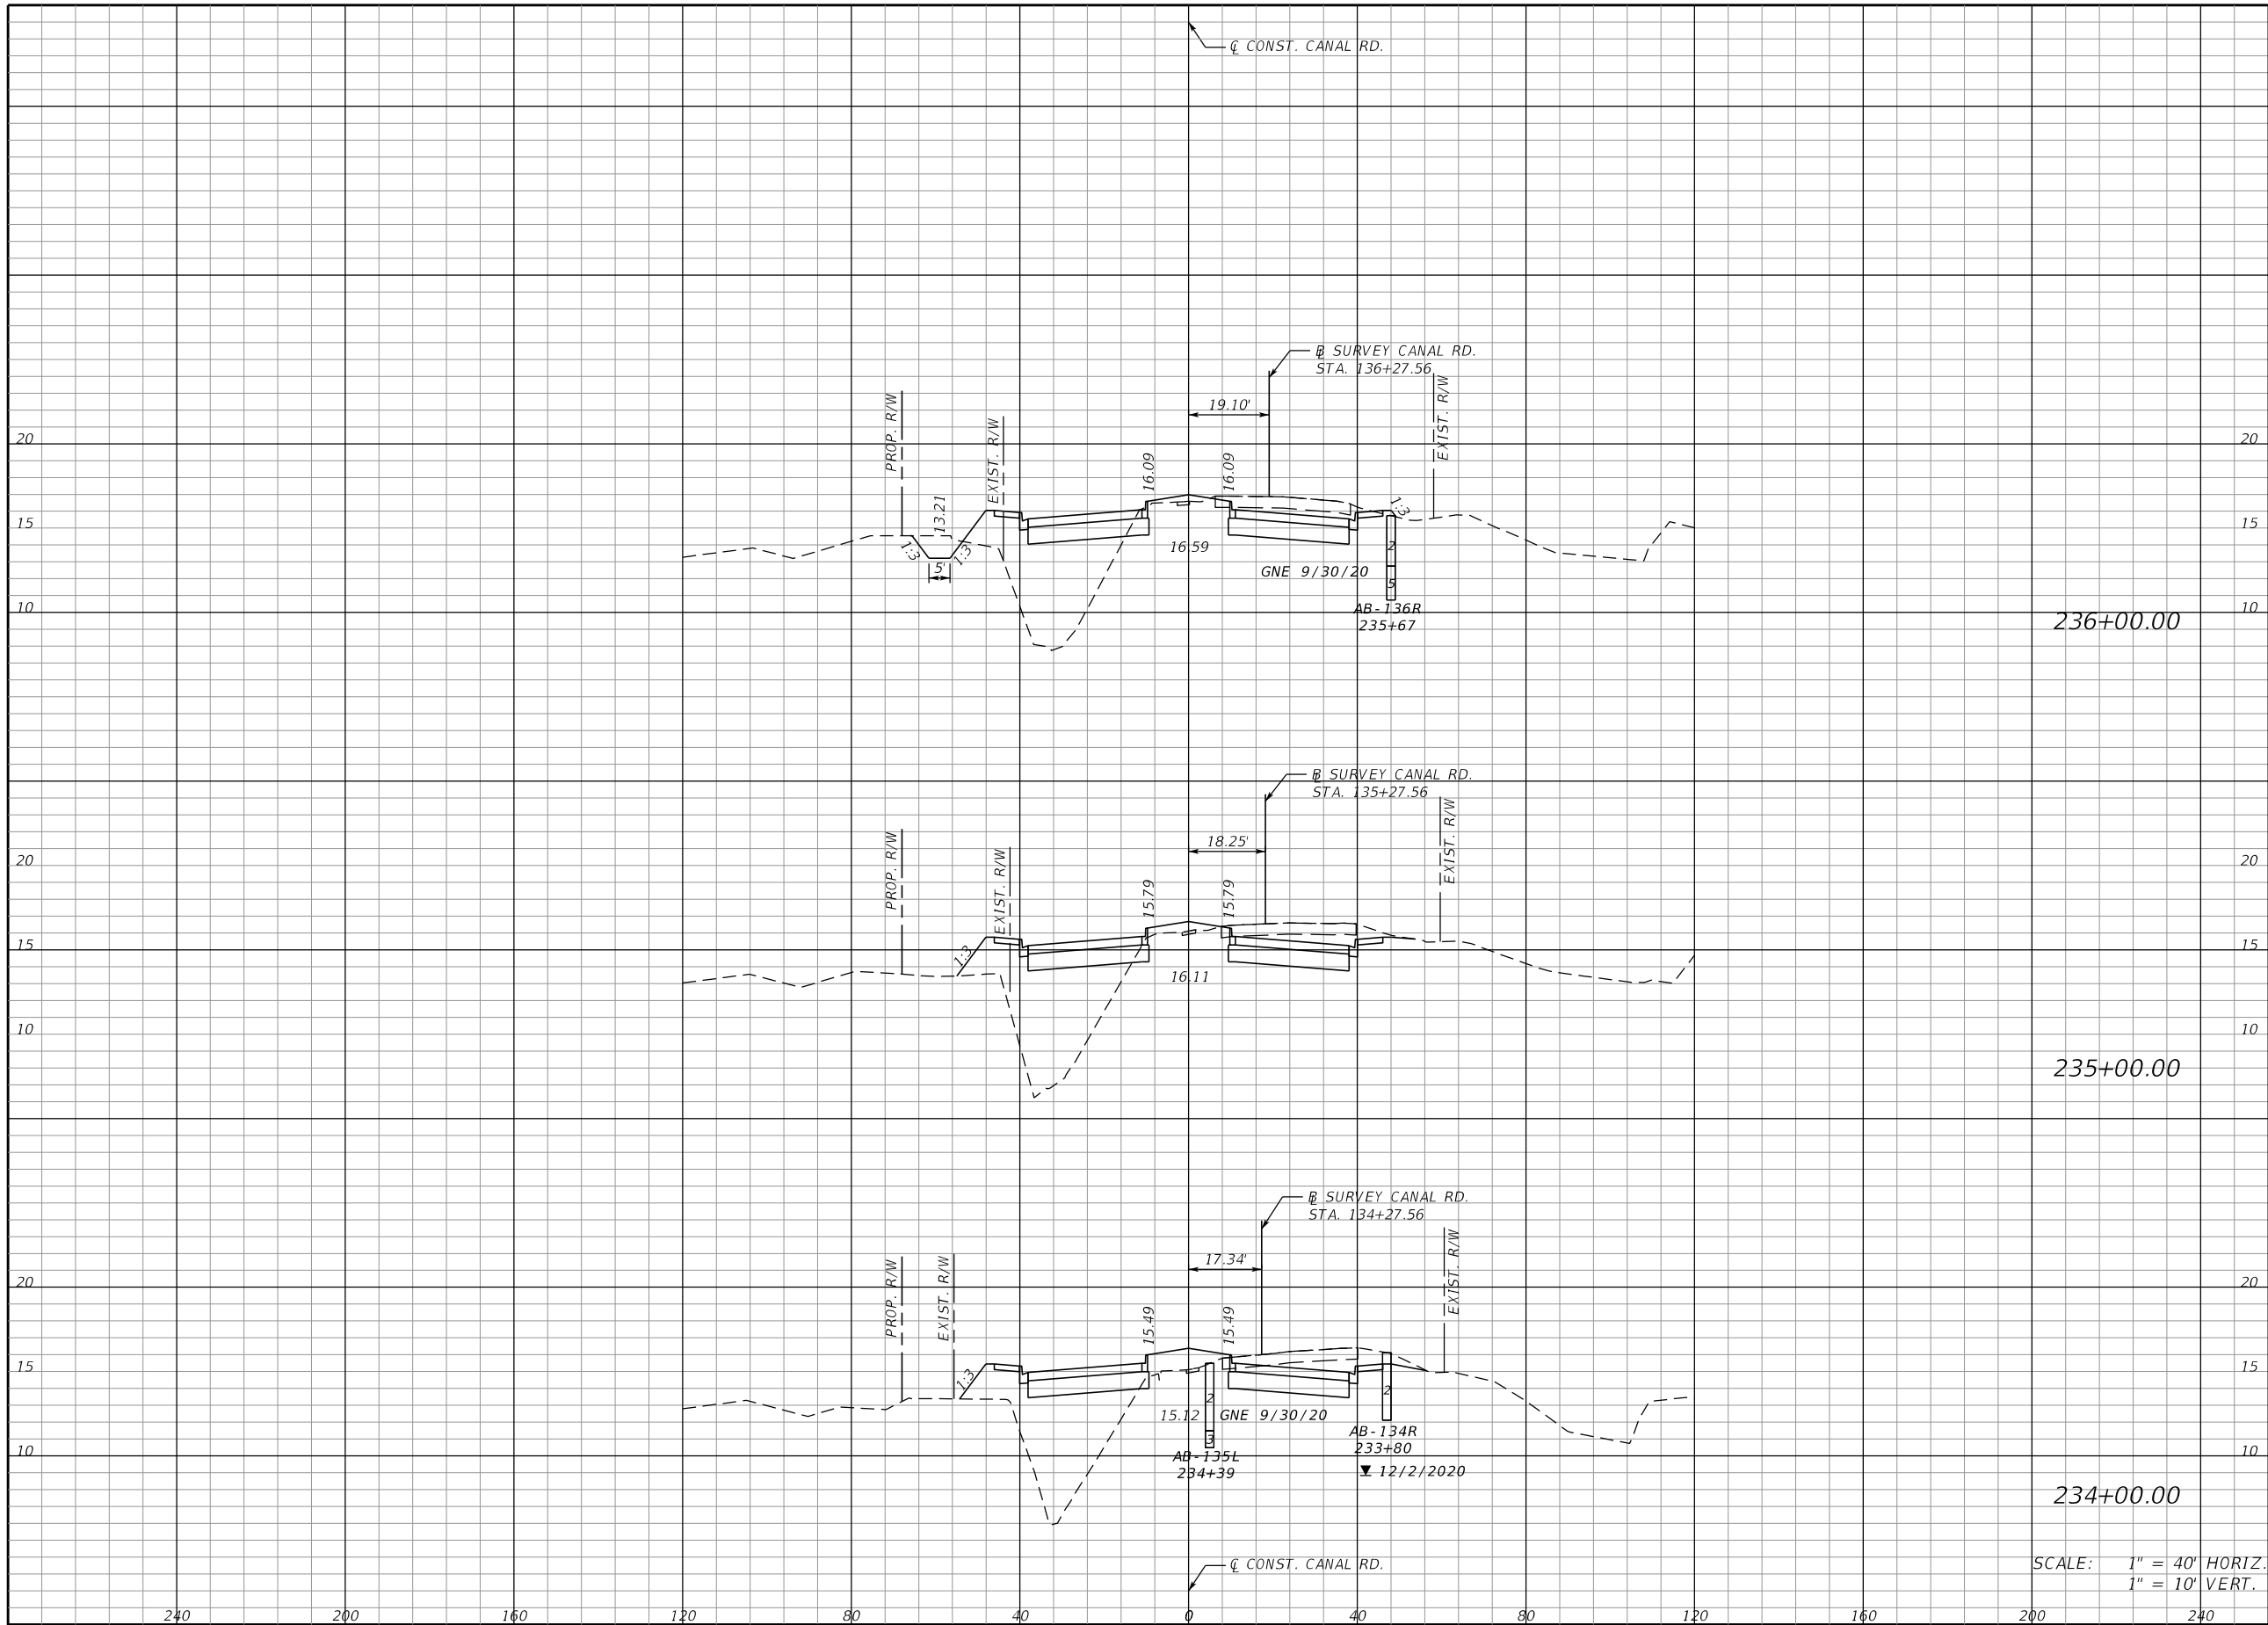 ℄ CONST. CANAL RD.
B̵L SURVEY CANAL RD.
STA. 136+27.56
PROP. R/W
EXIST. R/W
EXIST. R/W
19.10'
20
20
16.09
16.09
13.21
15
15
1:3
1:3
1:3
5'
16.59
2
GNE 9/30/20
5
10
10
AB-136R
235+67
236+00.00
B̵L SURVEY CANAL RD.
STA. 135+27.56
PROP. R/W
EXIST. R/W
EXIST. R/W
18.25'
20
20
15.79
15.79
15
15
1:3
16.11
10
10
235+00.00
B̵L SURVEY CANAL RD.
STA. 134+27.56
PROP. R/W
EXIST. R/W
EXIST. R/W
17.34'
20
20
15.49
15.49
15
15
1:3
2
2
15.12
GNE 9/30/20
3
AB-134R
233+80
10
10
AB-135L
234+39
12/2/2020
234+00.00
℄ CONST. CANAL RD.
SCALE: 1" = 40' HORIZ.
1" = 10' VERT.
240 200 160 120 80 40 0 40 80 120 160 200 240